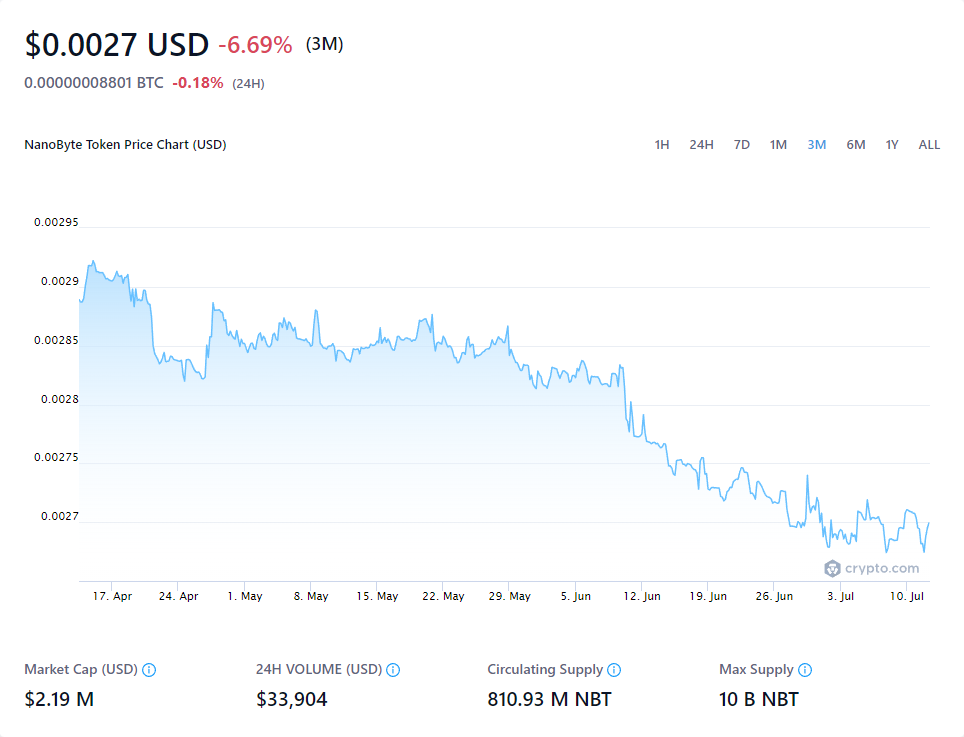 $0.0027 USD -6.69% (3M)
0.00000008801 BTC -0.18% (24H)
NanoByte Token Price Chart (USD) 1H 24H 7D 1M 3M 6M 1Y ALL
0.00295
0.0029
0.00285
0.0028
0.00275
0.0027
crypto.com
17. Apr 24. Apr 1. May 8. May 15. May 22. May 29. May 5. Jun 12. Jun 19. Jun 26. Jun 3. Jul 10. Jul
Market Cap (USD) 24H VOLUME (USD) Circulating Supply Max Supply
$2.19 M $33,904 810.93 M NBT 10 B NBT